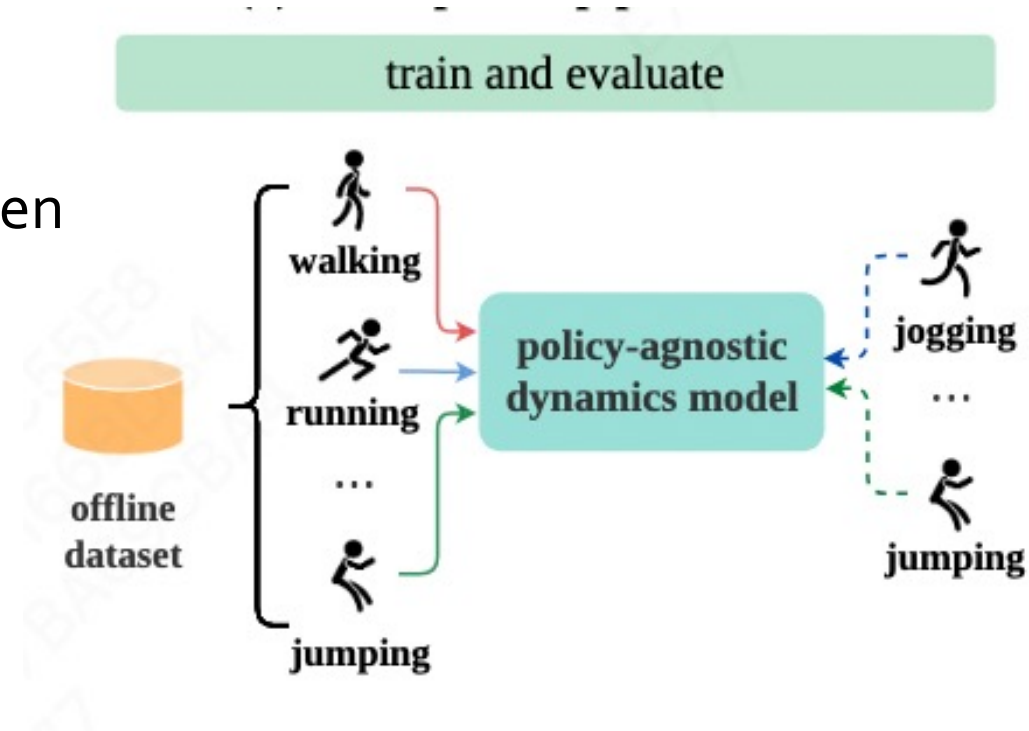 train and evaluate
en
walking
running
...
jumping
offline
dataset
policy-agnostic
dynamics model
jogging
...
jumping